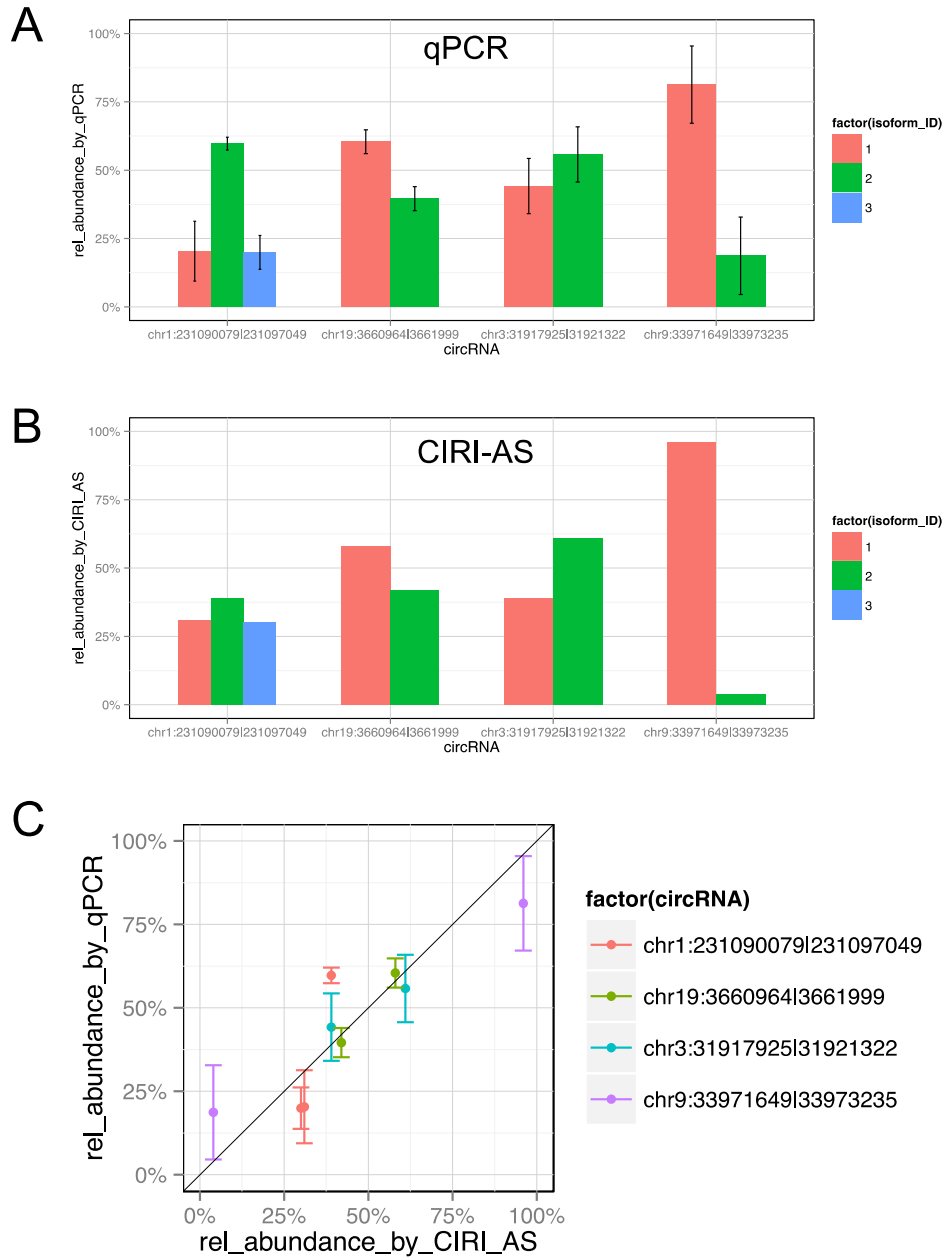 A
qPCR
rel_abundance_by_qPCR
100%
75%
50%
25%
0%
chr1:231090079|231097049
chr19:3660964|3661999
chr3:31917925|31921322
chr9:33971649|33973235
circRNA
factor(isoform_ID)
1
2
3
B
CIRI-AS
rel_abundance_by_CIRI_AS
100%
75%
50%
25%
0%
chr1:231090079|231097049
chr19:3660964|3661999
chr3:31917925|31921322
chr9:33971649|33973235
circRNA
factor(isoform_ID)
1
2
3
C
rel_abundance_by_qPCR
100%
75%
50%
25%
0%
0%
25%
50%
75%
100%
rel_abundance_by_CIRI_AS
factor(circRNA)
chr1:231090079|231097049
chr19:3660964|3661999
chr3:31917925|31921322
chr9:33971649|33973235